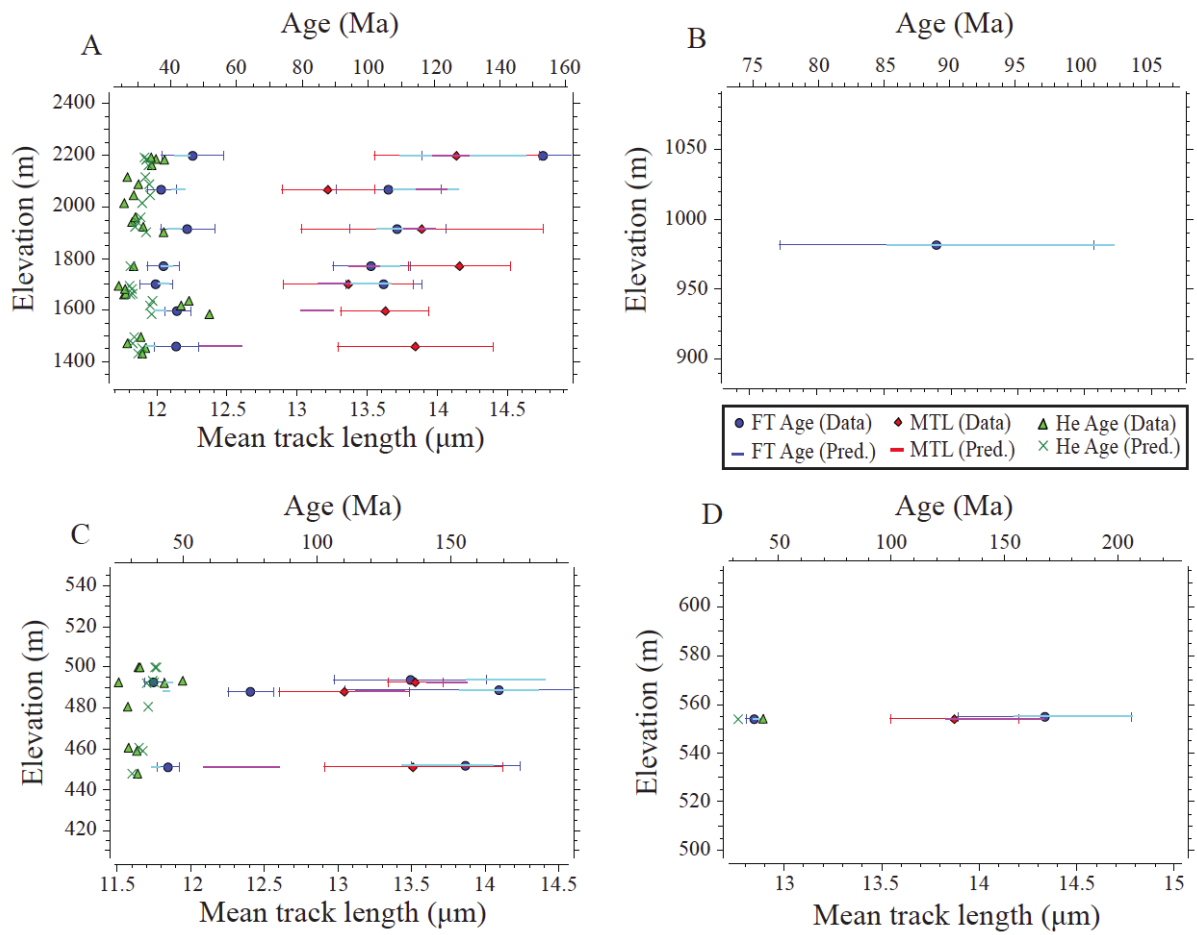 Age (Ma)
A
40 60 80 100 120 140 160
Elevation (m)
2400
2200
2000
1800
1600
1400
12 12.5 13 13.5 14 14.5
Mean track length (µm)
Age (Ma)
B
75 80 85 90 95 100 105
Elevation (m)
1050
1000
950
900
FT Age (Data) MTL (Data) He Age (Data)
FT Age (Pred.) MTL (Pred.) He Age (Pred.)
Age (Ma)
C
50 100 150
Elevation (m)
540
520
500
480
460
440
420
11.5 12 12.5 13 13.5 14 14.5
Mean track length (µm)
Age (Ma)
D
50 100 150 200
Elevation (m)
600
580
560
540
520
500
13 13.5 14 14.5 15
Mean track length (µm)